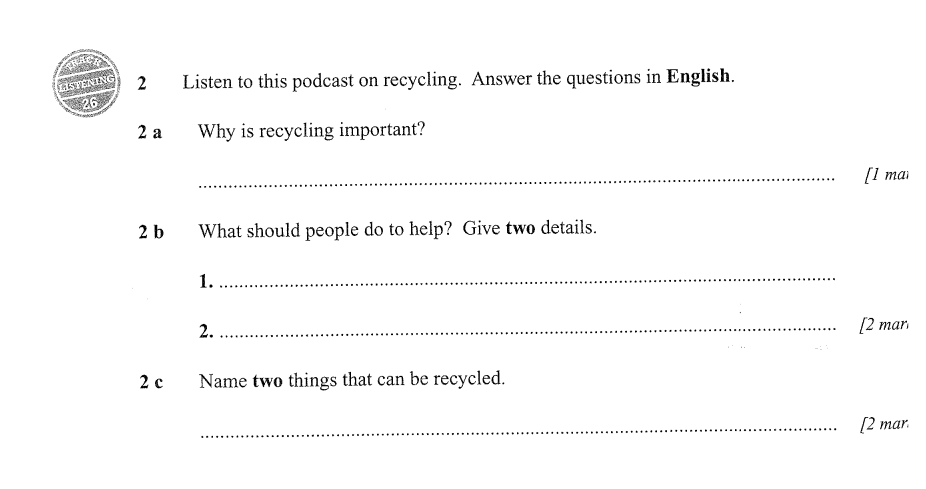 TRACK
LISTENING
26
2 Listen to this podcast on recycling. Answer the questions in English.
2 a Why is recycling important?
[1 mar
2 b What should people do to help? Give two details.
1.
2. [2 mar
2 c Name two things that can be recycled.
[2 mar